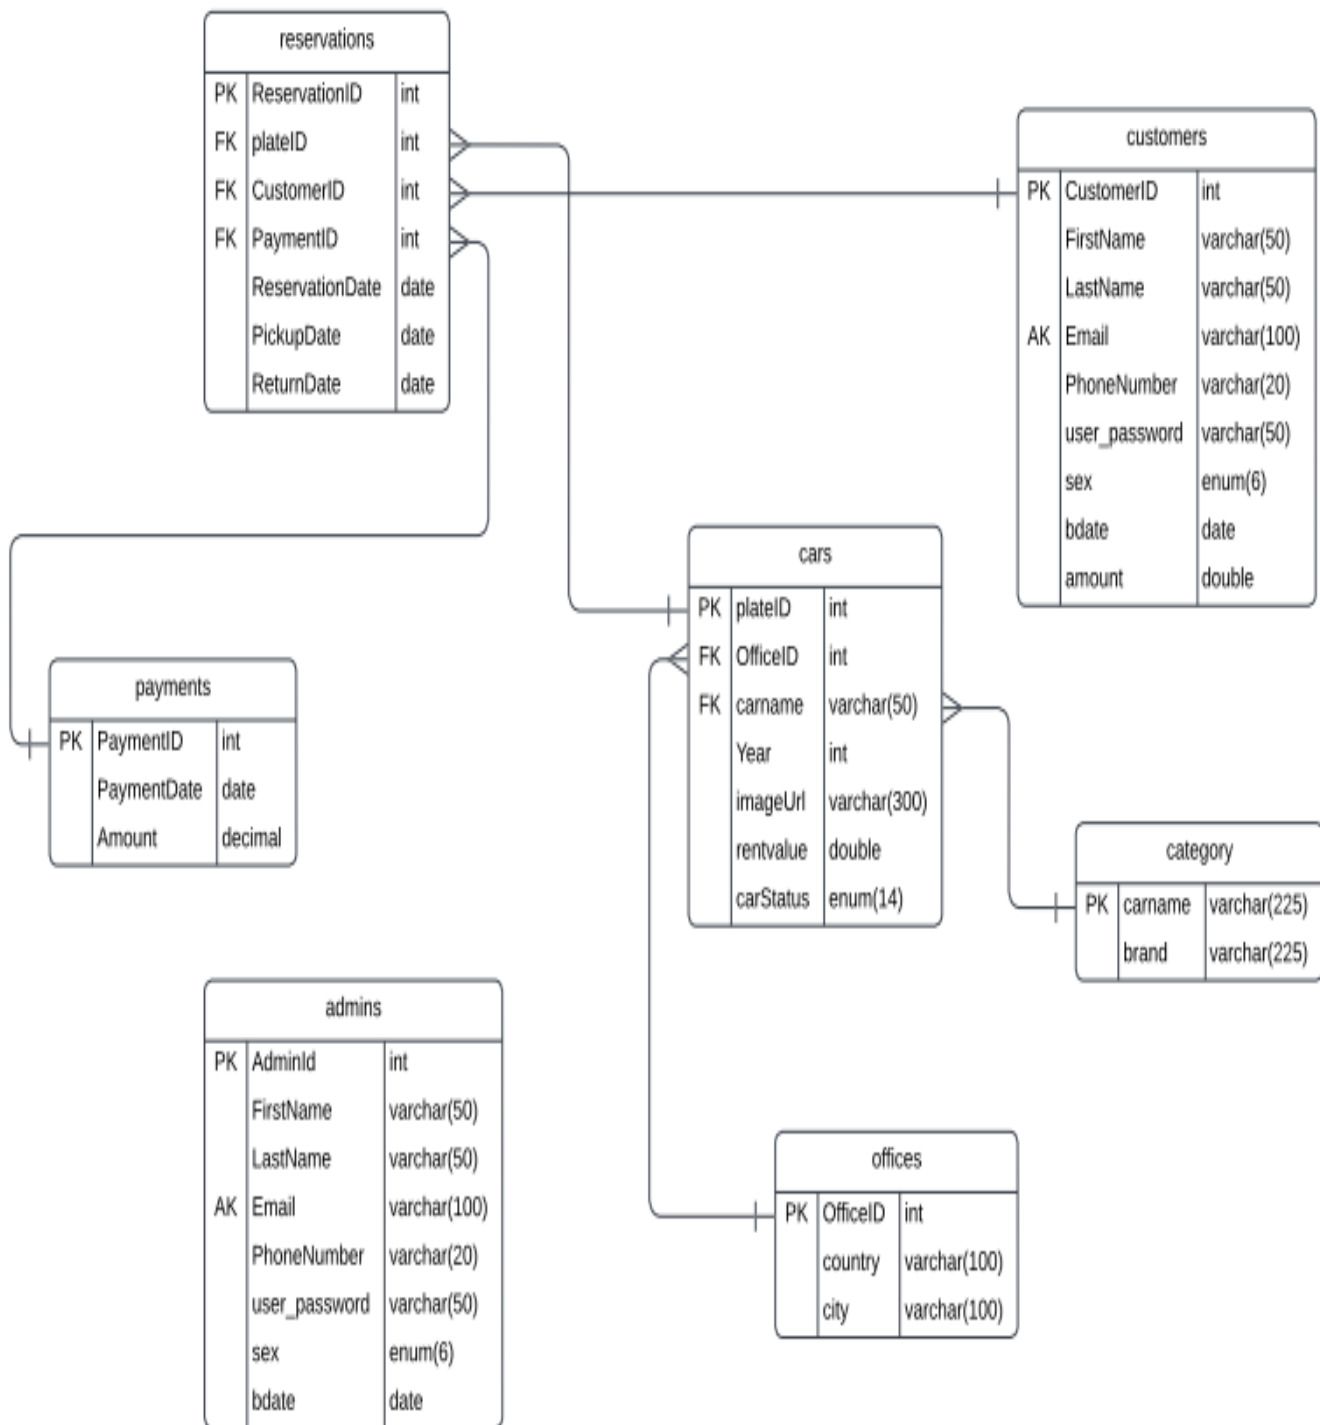 reservations
PK ReservationID int
FK plateID int
FK CustomerID int
FK PaymentID int
ReservationDate date
PickupDate date
ReturnDate date
customers
PK CustomerID int
FirstName varchar(50)
LastName varchar(50)
AK Email varchar(100)
PhoneNumber varchar(20)
user_password varchar(50)
sex enum(6)
bdate date
amount double
cars
PK plateID int
FK OfficeID int
FK carname varchar(50)
Year int
imageUrl varchar(300)
rentvalue double
carStatus enum(14)
payments
PK PaymentID int
PaymentDate date
Amount decimal
category
PK carname varchar(225)
brand varchar(225)
admins
PK AdminId int
FirstName varchar(50)
LastName varchar(50)
AK Email varchar(100)
PhoneNumber varchar(20)
user_password varchar(50)
sex enum(6)
bdate date
offices
PK OfficeID int
country varchar(100)
city varchar(100)